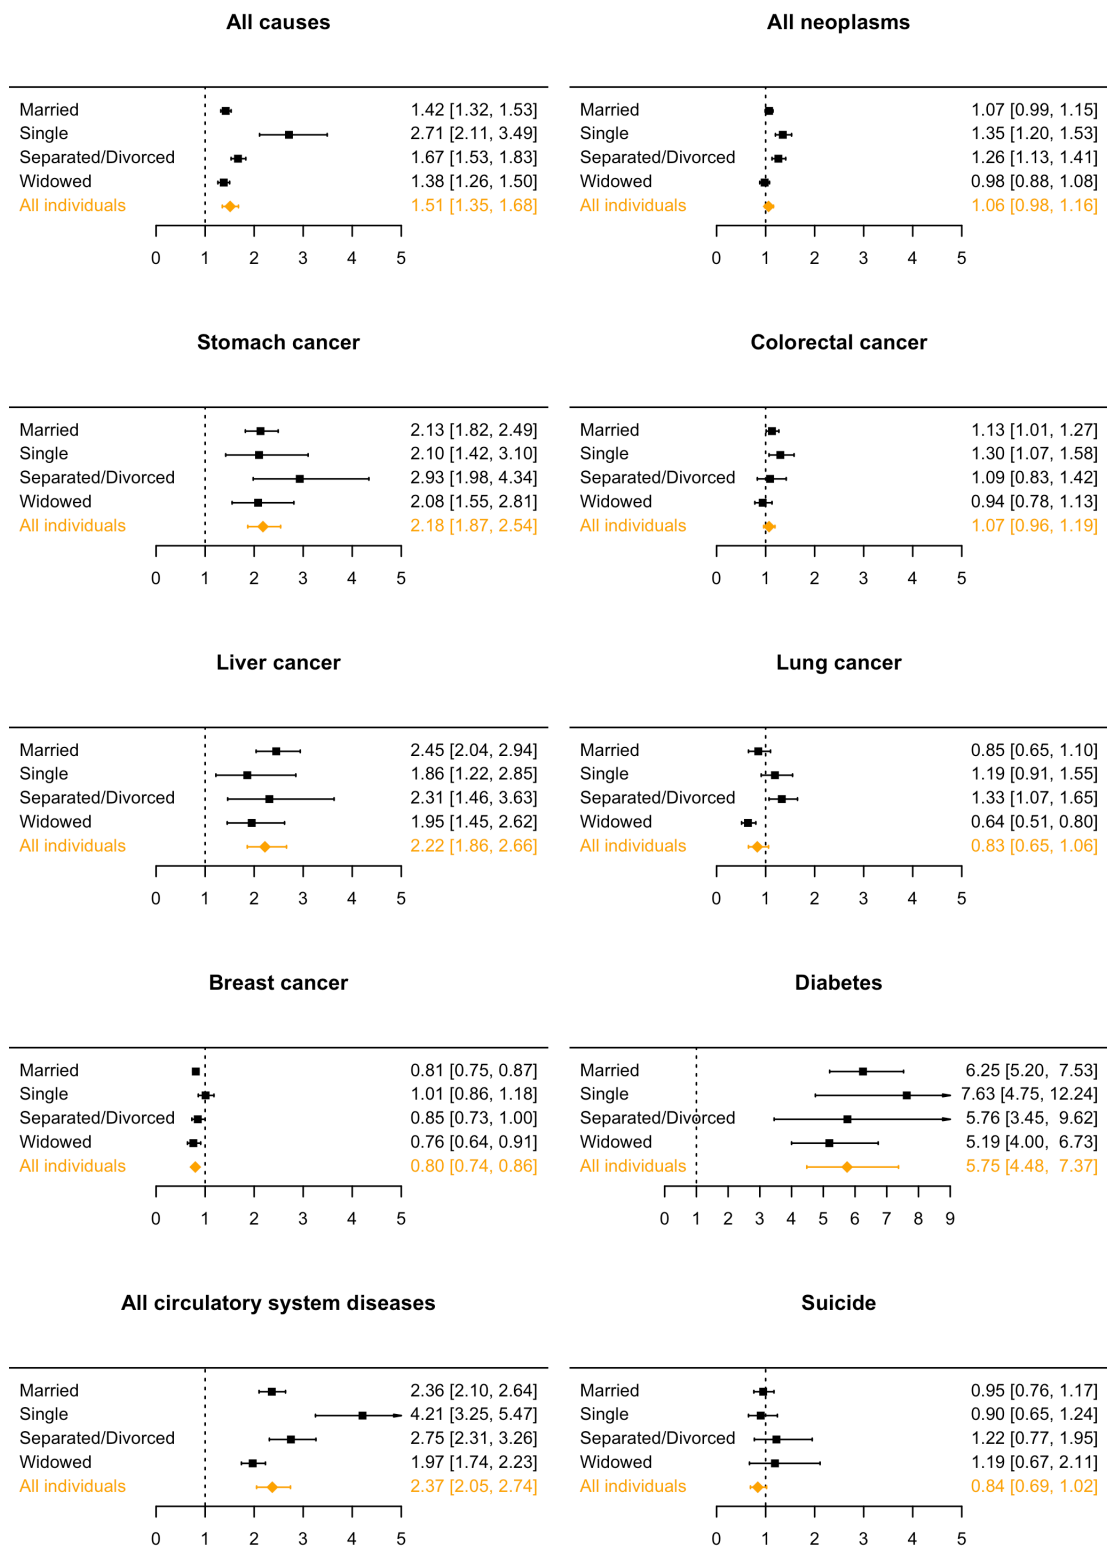 All causes
Married 1.42 [1.32, 1.53]
Single 2.71 [2.11, 3.49]
Separated/Divorced 1.67 [1.53, 1.83]
Widowed 1.38 [1.26, 1.50]
All individuals 1.51 [1.35, 1.68]
0 1 2 3 4 5
All neoplasms
Married 1.07 [0.99, 1.15]
Single 1.35 [1.20, 1.53]
Separated/Divorced 1.26 [1.13, 1.41]
Widowed 0.98 [0.88, 1.08]
All individuals 1.06 [0.98, 1.16]
0 1 2 3 4 5
Stomach cancer
Married 2.13 [1.82, 2.49]
Single 2.10 [1.42, 3.10]
Separated/Divorced 2.93 [1.98, 4.34]
Widowed 2.08 [1.55, 2.81]
All individuals 2.18 [1.87, 2.54]
0 1 2 3 4 5
Colorectal cancer
Married 1.13 [1.01, 1.27]
Single 1.30 [1.07, 1.58]
Separated/Divorced 1.09 [0.83, 1.42]
Widowed 0.94 [0.78, 1.13]
All individuals 1.07 [0.96, 1.19]
0 1 2 3 4 5
Liver cancer
Married 2.45 [2.04, 2.94]
Single 1.86 [1.22, 2.85]
Separated/Divorced 2.31 [1.46, 3.63]
Widowed 1.95 [1.45, 2.62]
All individuals 2.22 [1.86, 2.66]
0 1 2 3 4 5
Lung cancer
Married 0.85 [0.65, 1.10]
Single 1.19 [0.91, 1.55]
Separated/Divorced 1.33 [1.07, 1.65]
Widowed 0.64 [0.51, 0.80]
All individuals 0.83 [0.65, 1.06]
0 1 2 3 4 5
Breast cancer
Married 0.81 [0.75, 0.87]
Single 1.01 [0.86, 1.18]
Separated/Divorced 0.85 [0.73, 1.00]
Widowed 0.76 [0.64, 0.91]
All individuals 0.80 [0.74, 0.86]
0 1 2 3 4 5
Diabetes
Married 6.25 [5.20, 7.53]
Single 7.63 [4.75, 12.24]
Separated/Divorced 5.76 [3.45, 9.62]
Widowed 5.19 [4.00, 6.73]
All individuals 5.75 [4.48, 7.37]
0 1 2 3 4 5 6 7 8 9
All circulatory system diseases
Married 2.36 [2.10, 2.64]
Single 4.21 [3.25, 5.47]
Separated/Divorced 2.75 [2.31, 3.26]
Widowed 1.97 [1.74, 2.23]
All individuals 2.37 [2.05, 2.74]
0 1 2 3 4 5
Suicide
Married 0.95 [0.76, 1.17]
Single 0.90 [0.65, 1.24]
Separated/Divorced 1.22 [0.77, 1.95]
Widowed 1.19 [0.67, 2.11]
All individuals 0.84 [0.69, 1.02]
0 1 2 3 4 5